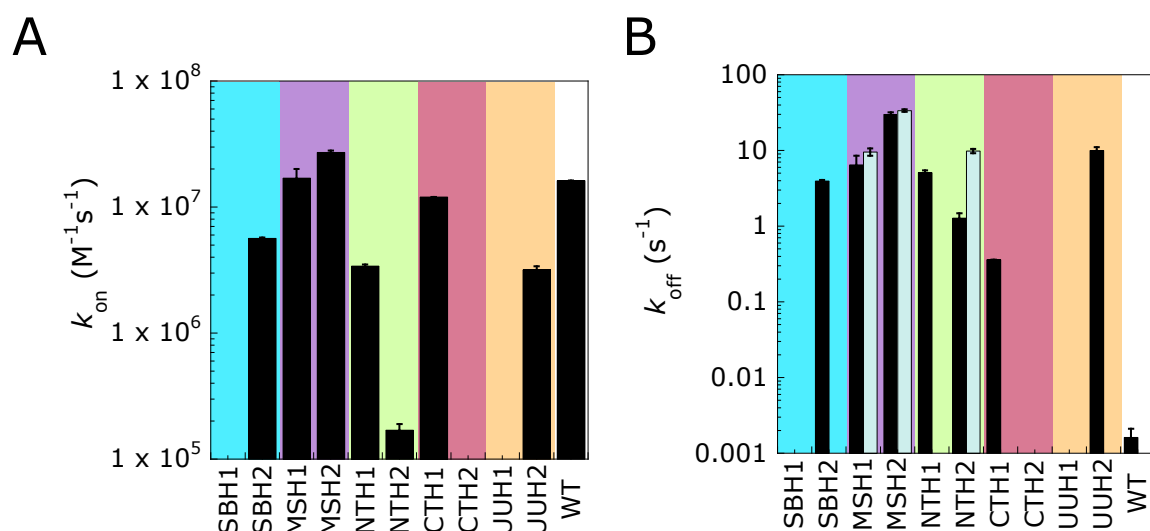 A
B
k_on (M⁻¹s⁻¹)
1 x 10⁸
1 x 10⁷
1 x 10⁶
1 x 10⁵
SBH1
SBH2
MSH1
MSH2
NTH1
NTH2
CTH1
CTH2
UUH1
UUH2
WT
k_off (s⁻¹)
100
10
1
0.1
0.01
0.001
SBH1
SBH2
MSH1
MSH2
NTH1
NTH2
CTH1
CTH2
UUH1
UUH2
WT